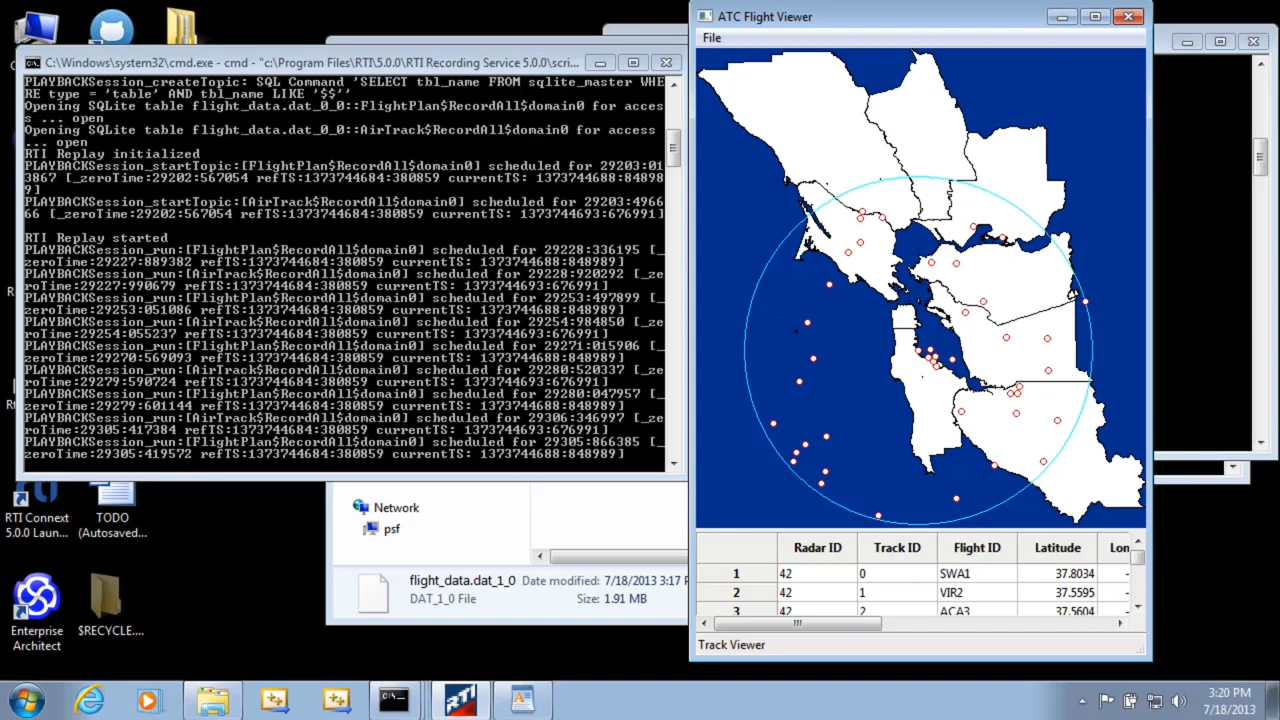 C:\Windows\system32\cmd.exe - cmd - "c:\Program Files\RTI\5.0.0\RTI Recording Service 5.0.0\scri...
PLAYBACKSession_createTopic: SQL Command 'SELECT tbl_name FROM sqlite_master WHE
RE type = 'table' AND tbl_name LIKE '$$''
Opening SQLite table flight_data.dat_0_0::FlightPlan$RecordAll$domain0 for acces
s ... open
Opening SQLite table flight_data.dat_0_0::AirTrack$RecordAll$domain0 for access
... open
RTI Replay initialized
PLAYBACKSession_startTopic:[FlightPlan$RecordAll$domain0] scheduled for 29203:01
3867 [_zeroTime:29202:567054 refTS:1373744684:380859 currentTS: 1373744688:84898
9]
PLAYBACKSession_startTopic:[AirTrack$RecordAll$domain0] scheduled for 29203:4966
66 [_zeroTime:29202:567054 refTS:1373744684:380859 currentTS: 1373744693:676991]
RTI Replay started
PLAYBACKSession_run:[FlightPlan$RecordAll$domain0] scheduled for 29228:336195 [_
zeroTime:29227:889382 refTS:1373744684:380859 currentTS: 1373744688:848989]
PLAYBACKSession_run:[AirTrack$RecordAll$domain0] scheduled for 29228:920292 [_ze
roTime:29227:990679 refTS:1373744684:380859 currentTS: 1373744693:676991]
PLAYBACKSession_run:[FlightPlan$RecordAll$domain0] scheduled for 29253:497899 [_
zeroTime:29253:051086 refTS:1373744684:380859 currentTS: 1373744688:848989]
PLAYBACKSession_run:[AirTrack$RecordAll$domain0] scheduled for 29254:984850 [_ze
roTime:29254:055237 refTS:1373744684:380859 currentTS: 1373744693:676991]
PLAYBACKSession_run:[FlightPlan$RecordAll$domain0] scheduled for 29271:015906 [_
zeroTime:29270:569093 refTS:1373744684:380859 currentTS: 1373744688:848989]
PLAYBACKSession_run:[AirTrack$RecordAll$domain0] scheduled for 29280:520337 [_ze
roTime:29279:590724 refTS:1373744684:380859 currentTS: 1373744693:676991]
PLAYBACKSession_run:[FlightPlan$RecordAll$domain0] scheduled for 29280:047957 [_
zeroTime:29279:601144 refTS:1373744684:380859 currentTS: 1373744688:848989]
PLAYBACKSession_run:[AirTrack$RecordAll$domain0] scheduled for 29306:346997 [_ze
roTime:29305:417384 refTS:1373744684:380859 currentTS: 1373744693:676991]
PLAYBACKSession_run:[FlightPlan$RecordAll$domain0] scheduled for 29305:866385 [_
zeroTime:29305:419572 refTS:1373744684:380859 currentTS: 1373744688:848989]
ATC Flight Viewer
File
Radar ID Track ID Flight ID Latitude Lon
1 42 0 SWA1 37.8034 -
2 42 1 VIR2 37.5595 -
3 42 2 ACA3 37.5604 -
Track Viewer
Network
psf
flight_data.dat_1_0 Date modified: 7/18/2013 3:17 P
DAT_1_0 File Size: 1.91 MB
RTI Connext
5.0.0 Laun...
TODO
(Autosaved...
Enterprise
Architect
$RECYCLE....
RTI
3:20 PM
7/18/2013